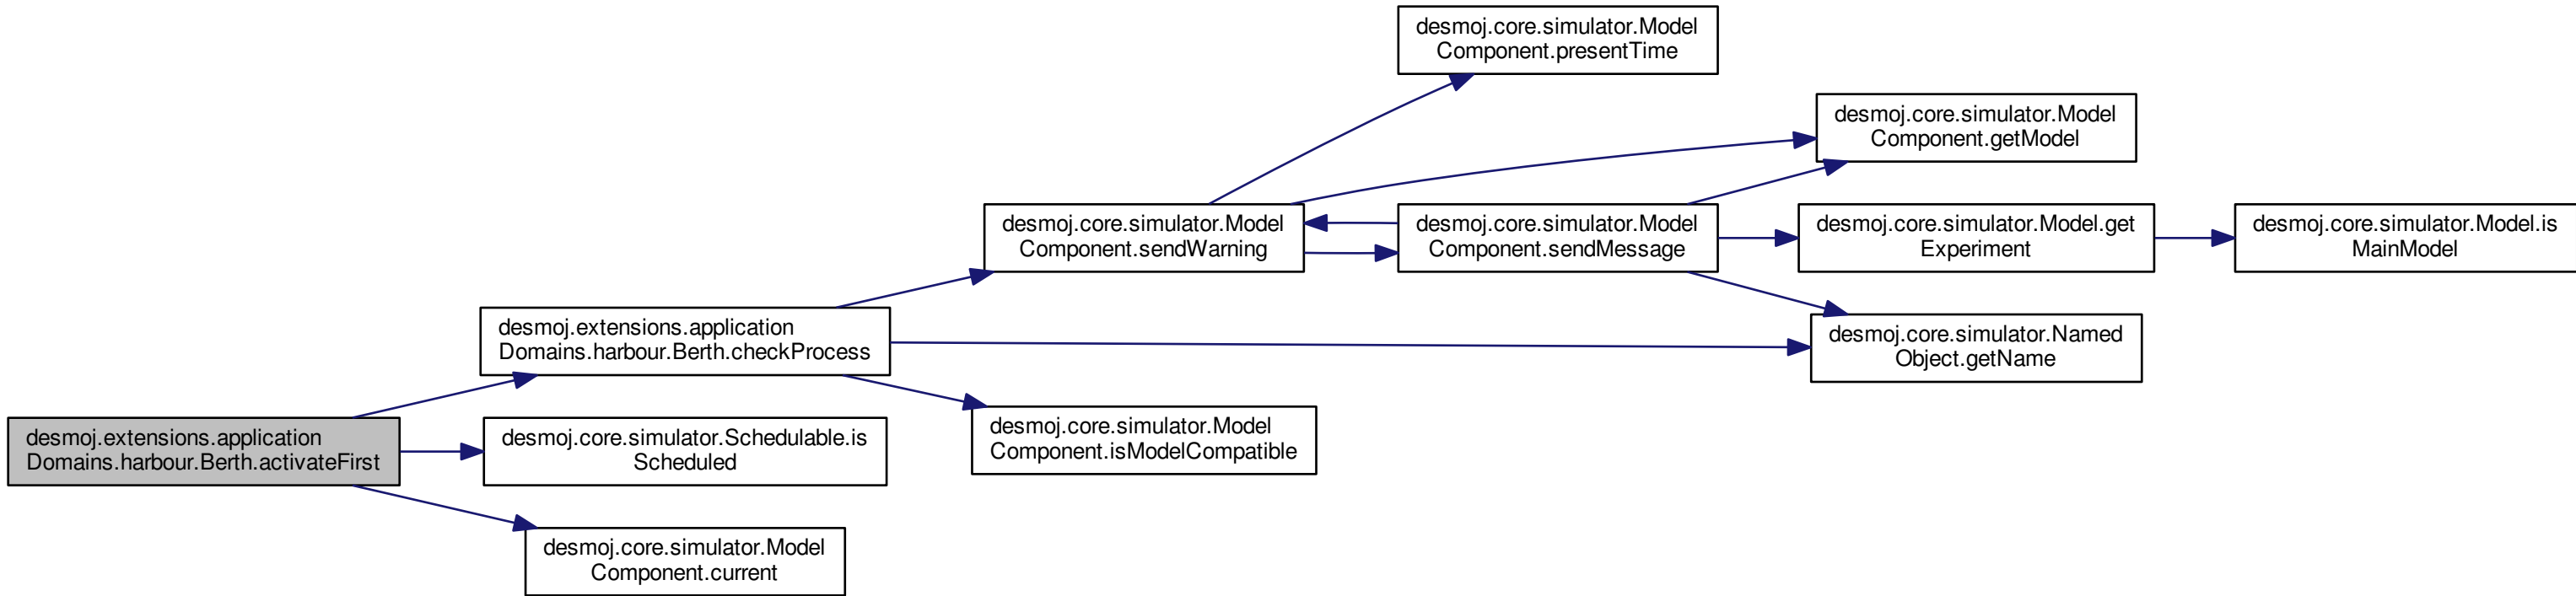 desmoj.core.simulator.Model
Component.presentTime
desmoj.core.simulator.Model
Component.getModel
desmoj.core.simulator.Model
Component.sendWarning
desmoj.core.simulator.Model
Component.sendMessage
desmoj.core.simulator.Model.get
Experiment
desmoj.core.simulator.Model.is
MainModel
desmoj.extensions.application
Domains.harbour.Berth.checkProcess
desmoj.core.simulator.Named
Object.getName
desmoj.extensions.application
Domains.harbour.Berth.activateFirst
desmoj.core.simulator.Schedulable.is
Scheduled
desmoj.core.simulator.Model
Component.isModelCompatible
desmoj.core.simulator.Model
Component.current